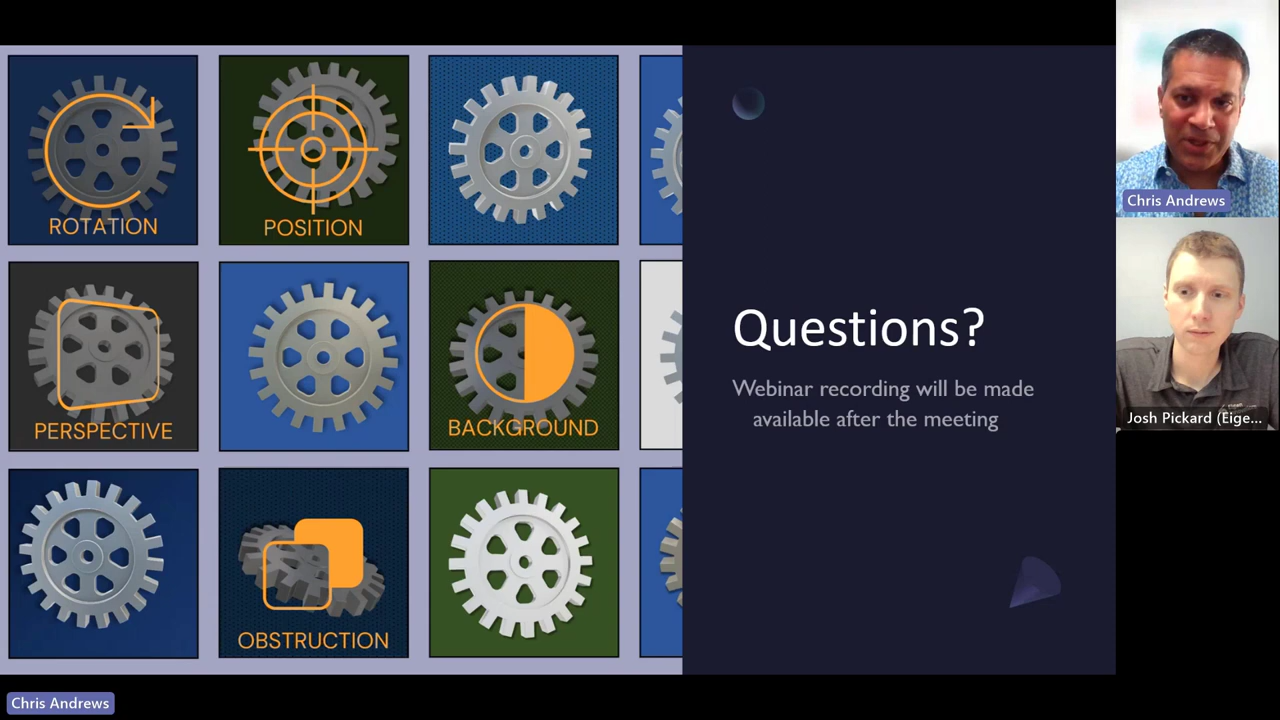 ROTATION
POSITION
PERSPECTIVE
BACKGROUND
OBSTRUCTION
Questions?
Webinar recording will be made
available after the meeting
Chris Andrews
Josh Pickard (Eige...
Chris Andrews